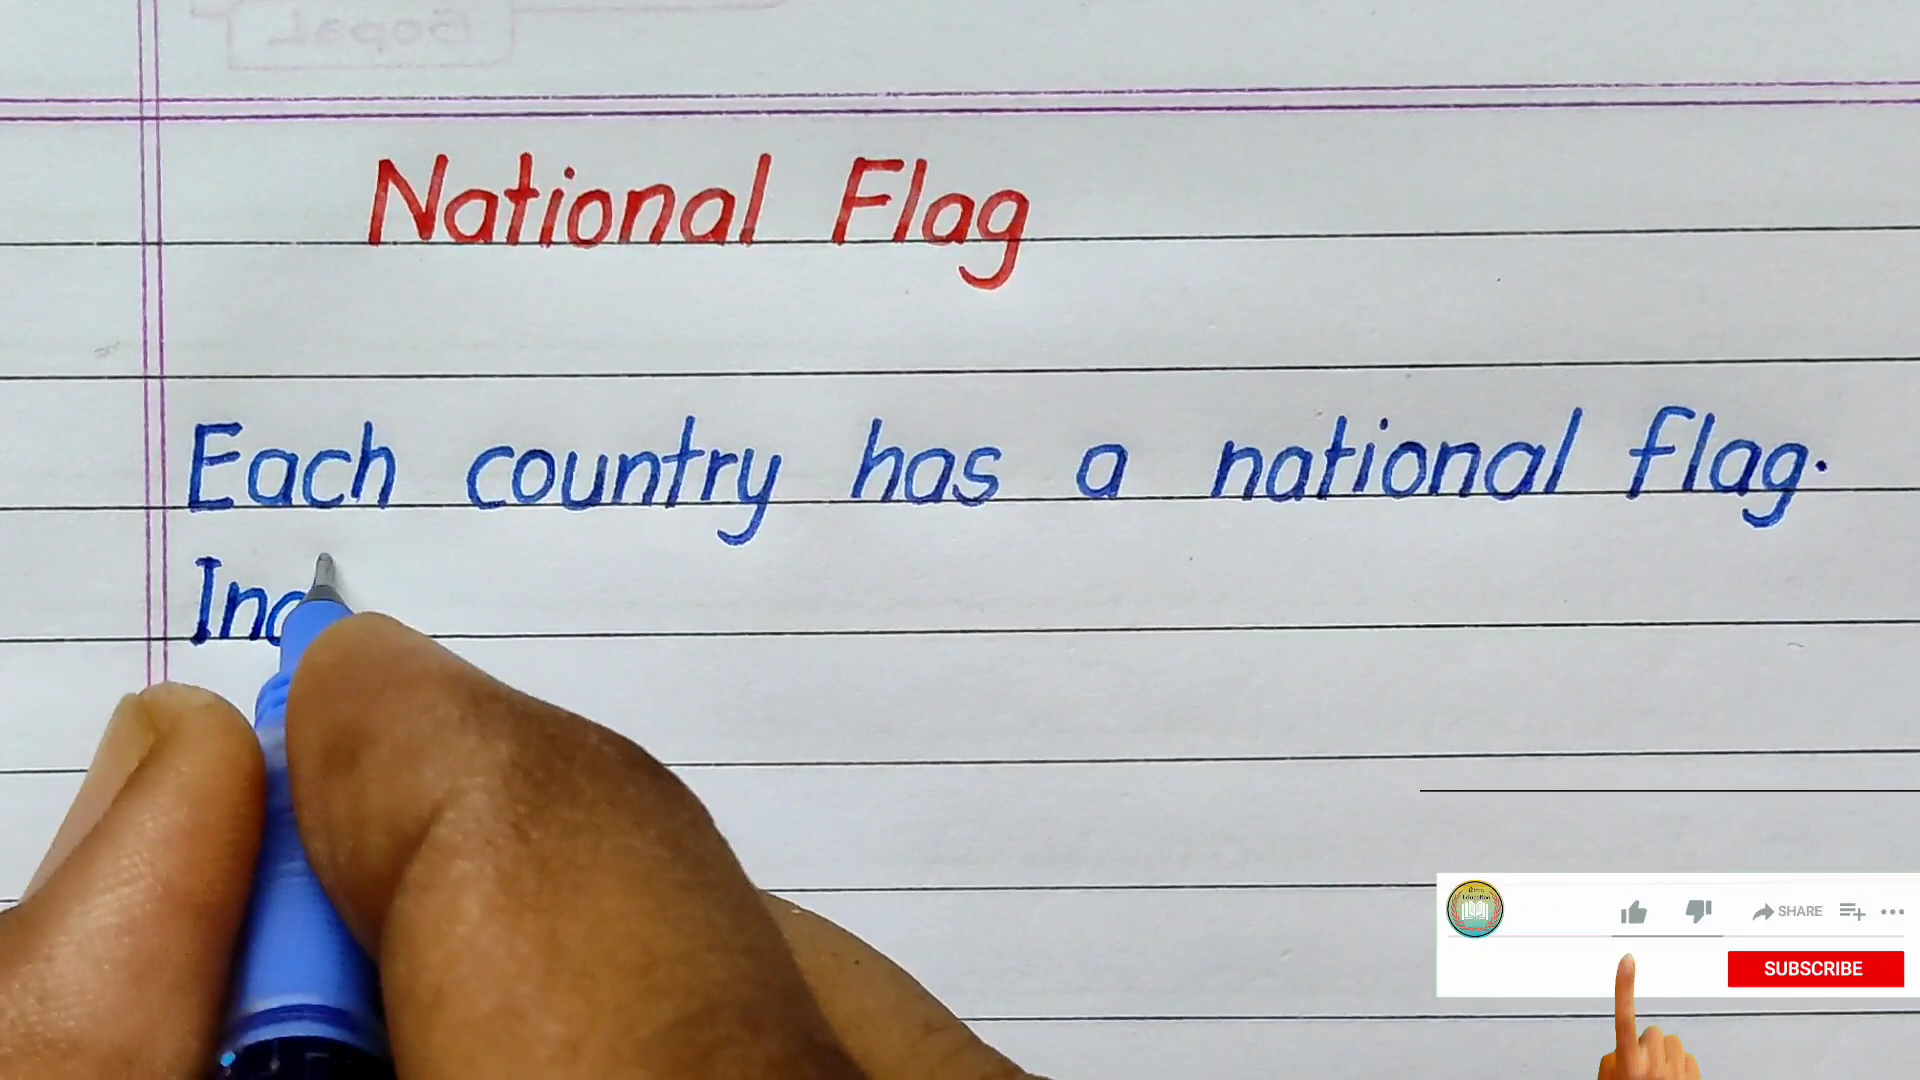 National Flag
Each country has a national flag.
Ind
SHARE
SUBSCRIBE